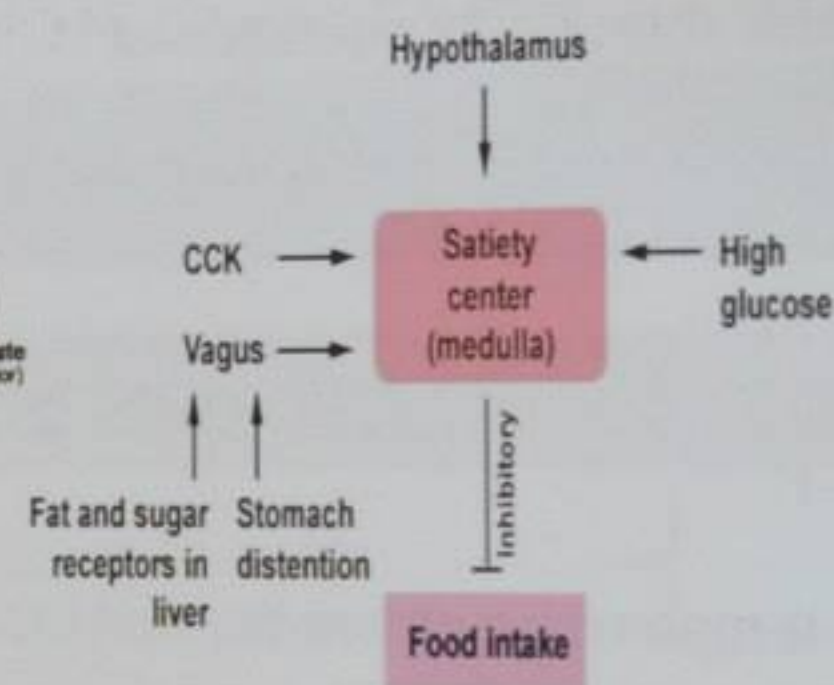 Hypothalamus
CCK
Satiety
center
(medulla)
High
glucose
Vagus
Inhibitory
Fat and sugar
receptors in
liver
Stomach
distention
Food intake